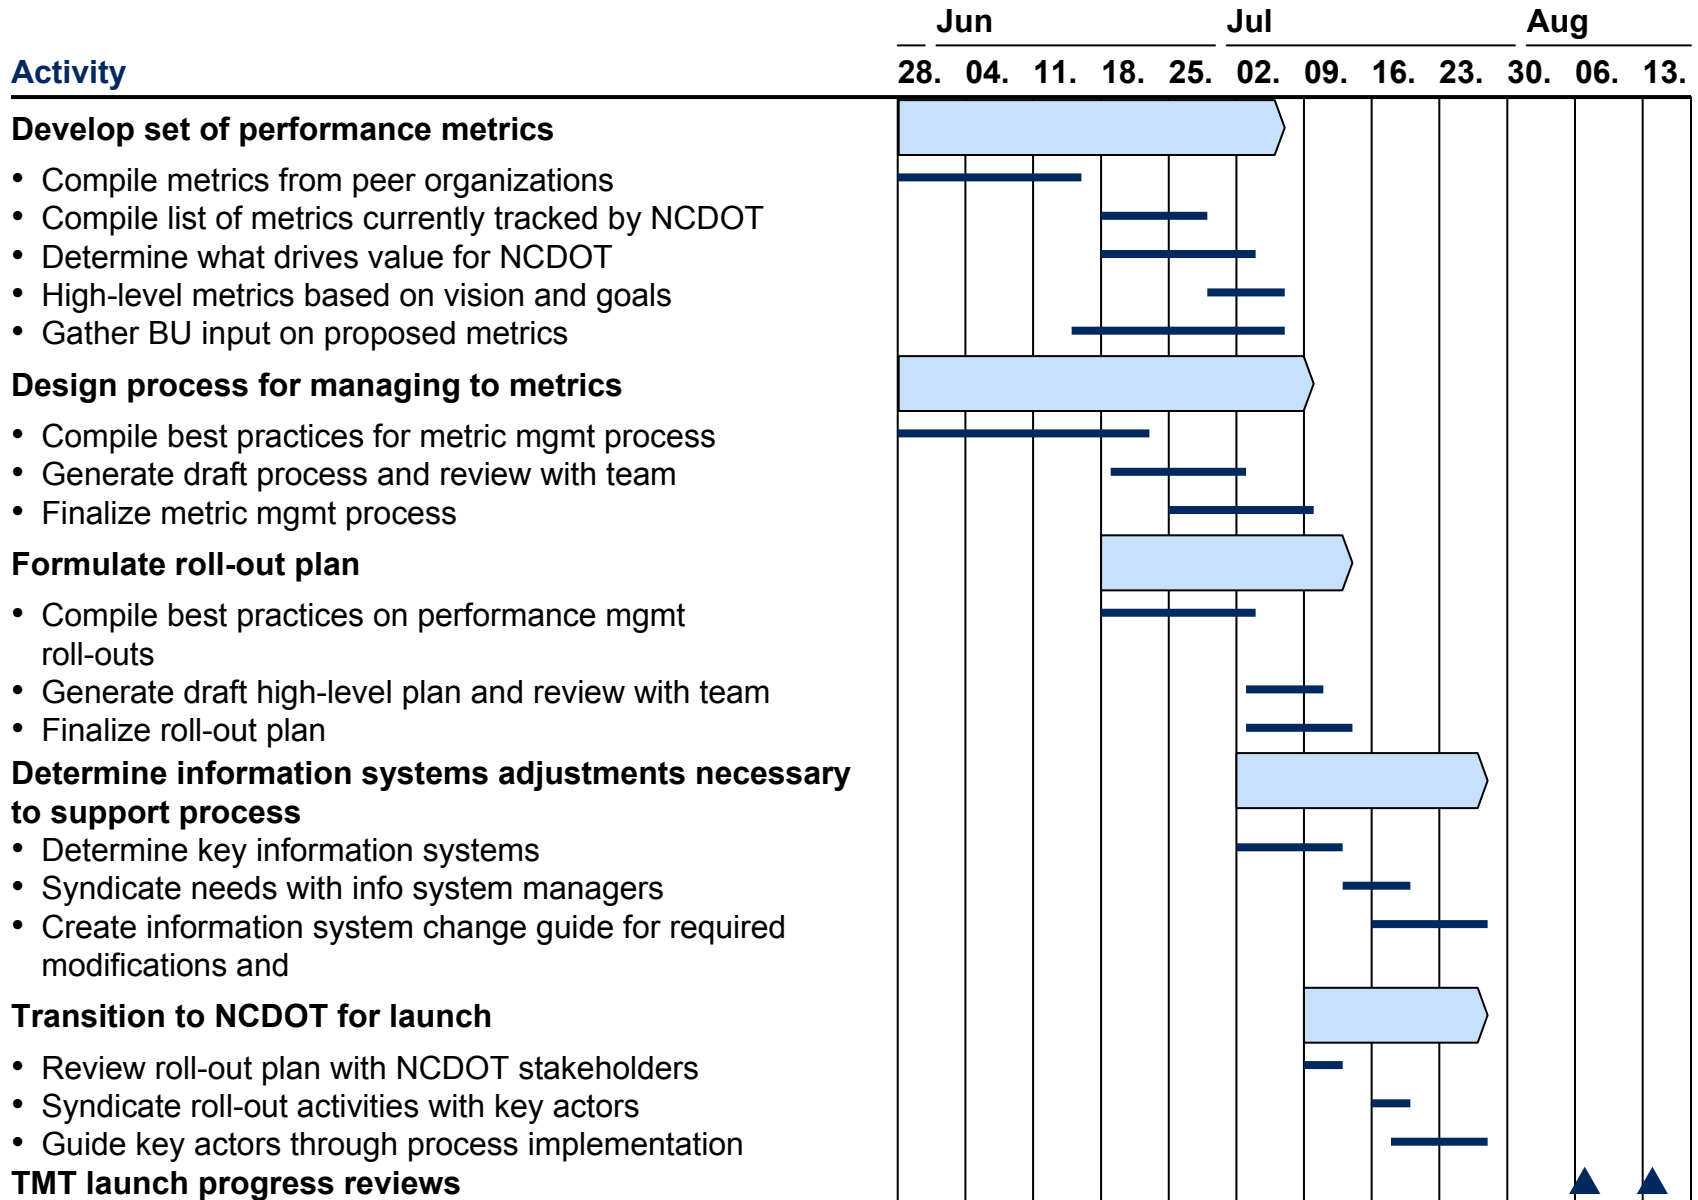 Jun Jul Aug
Activity 28. 04. 11. 18. 25. 02. 09. 16. 23. 30. 06. 13.
Develop set of performance metrics
• Compile metrics from peer organizations
• Compile list of metrics currently tracked by NCDOT
• Determine what drives value for NCDOT
• High-level metrics based on vision and goals
• Gather BU input on proposed metrics
Design process for managing to metrics
• Compile best practices for metric mgmt process
• Generate draft process and review with team
• Finalize metric mgmt process
Formulate roll-out plan
• Compile best practices on performance mgmt
roll-outs
• Generate draft high-level plan and review with team
• Finalize roll-out plan
Determine information systems adjustments necessary
to support process
• Determine key information systems
• Syndicate needs with info system managers
• Create information system change guide for required
modifications and
Transition to NCDOT for launch
• Review roll-out plan with NCDOT stakeholders
• Syndicate roll-out activities with key actors
• Guide key actors through process implementation
TMT launch progress reviews